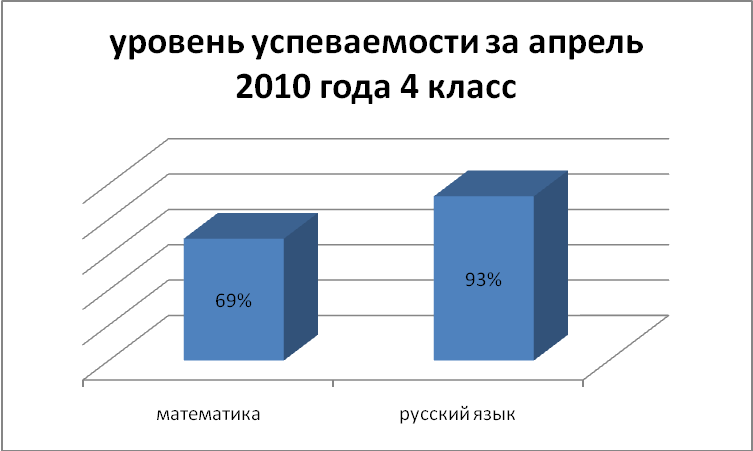 уровень успеваемости за апрель
2010 года 4 класс
69%
93%
математика
русский язык